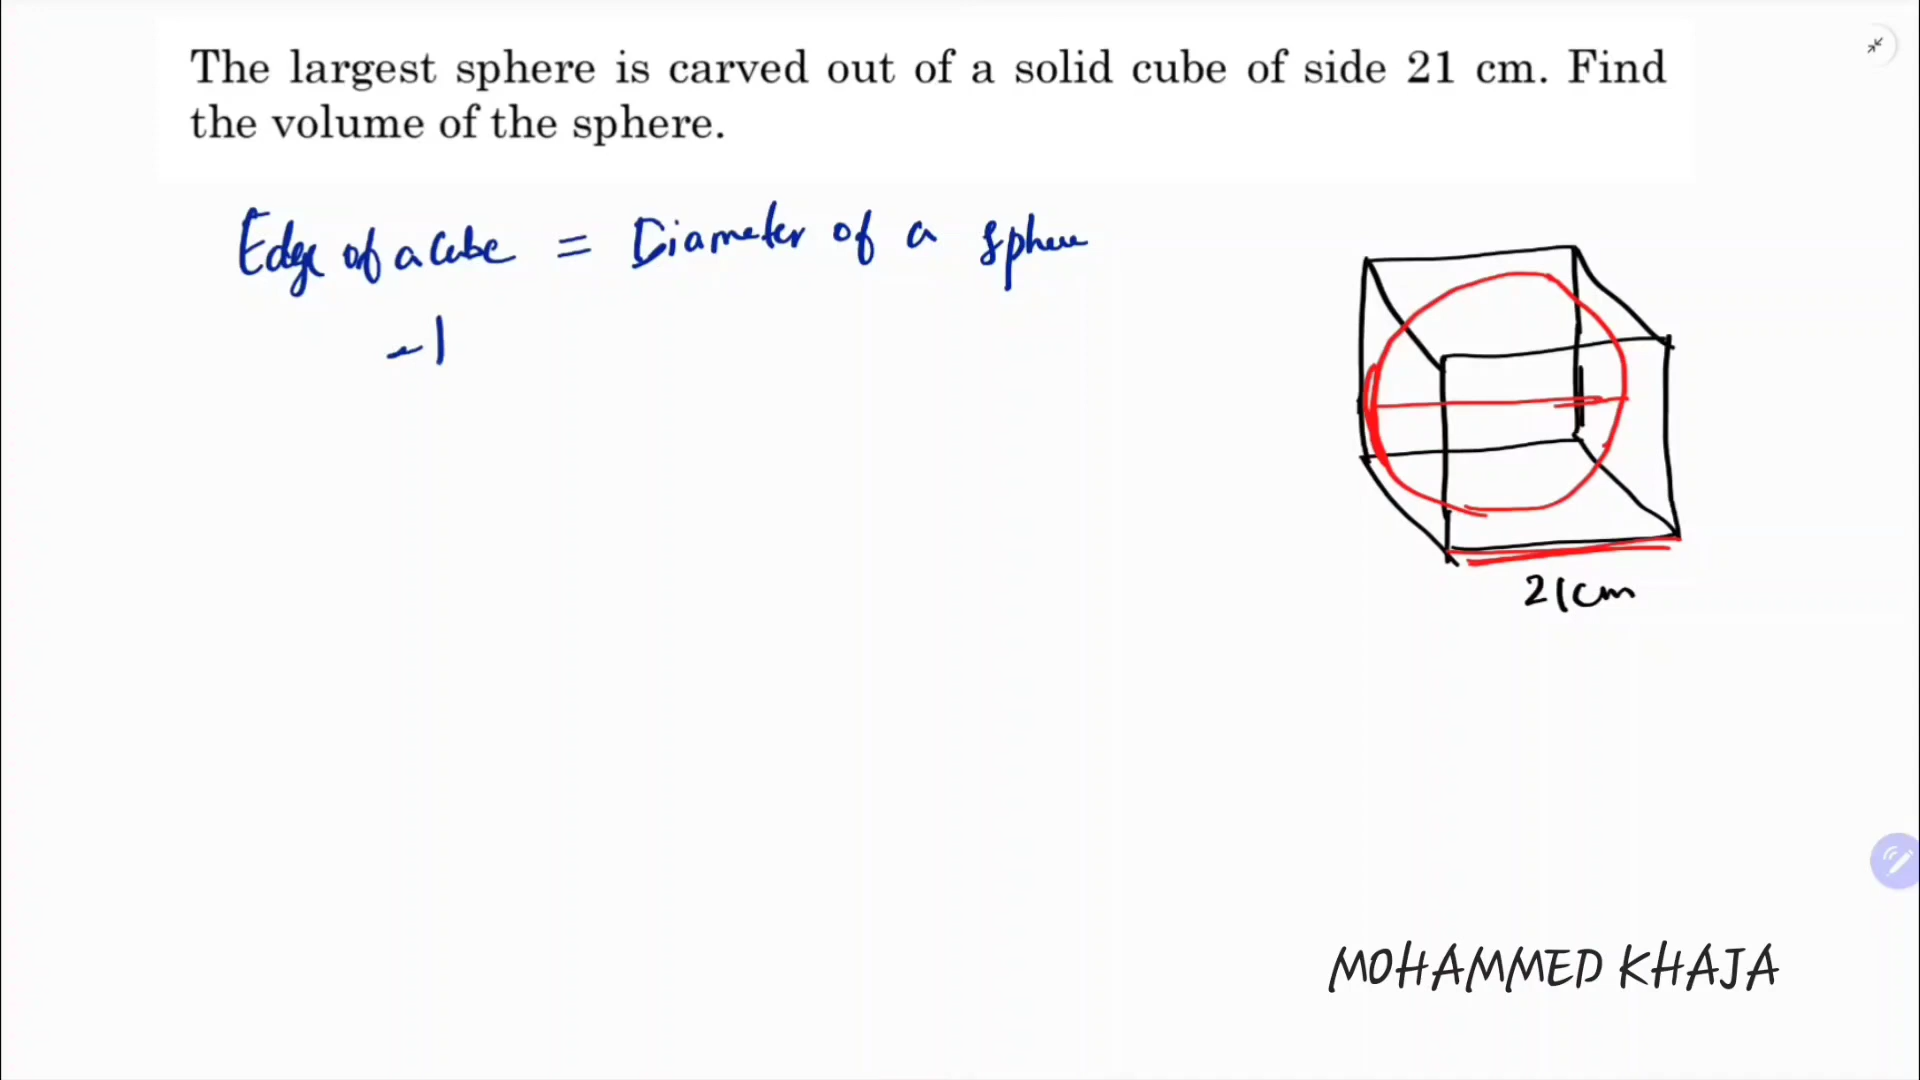 The largest sphere is carved out of a solid cube of side 21 cm. Find
the volume of the sphere.
Edge of a cube = Diameter of a sphere
21cm
MOHAMMED KHAJA